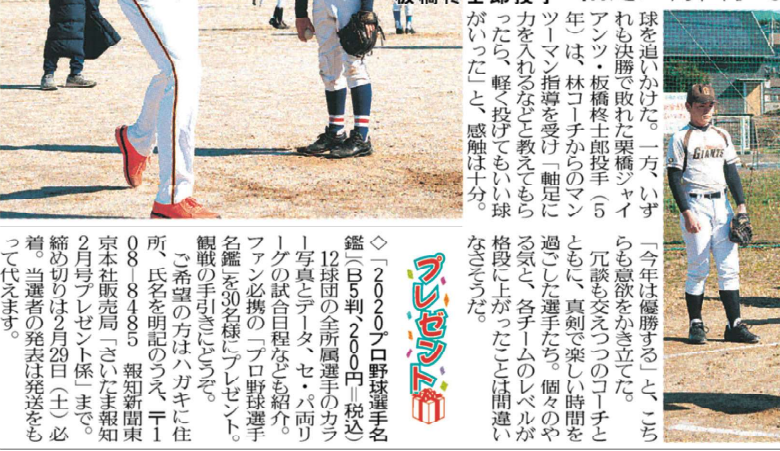 球を追いかけた。一方、いず
れも決勝で敗れた栗橋ジャイ
アンツ・板橋柊士郎投手（５
年）は、林コーチからのマン
ツーマン指導を受け「軸足に
力を入れるなどと教えてもら
ったら、軽く投げてもいい球
がいった」と、感触は十分。
「今年は優勝する」と、こち
らも意欲をかき立てた。
冗談も交えつつのコーチと
ともに、真剣で楽しい時間を
過ごした選手たち。個々のや
る気と、各チームのレベルが
格段に上がったことは間違い
なさそうだ。
GIANTS
プレゼント
◇「２０２０プロ野球選手名
鑑」（Ｂ５判、２００円＝税込）
12球団の全所属選手のカラ
ー写真とデータ、セ・パ両リ
ーグの試合日程なども紹介。
ファン必携の「プロ野球選手
名鑑」を30名様にプレゼント。
観戦の手引きにどうぞ。
ご希望の方はハガキに住
所、氏名を明記のうえ、〒１
０８－８４８５ 報知新聞東
京本社販売局「さいたま報知
２月号プレゼント係」まで。
締め切りは２月29日（土）必
着。当選者の発表は発送をも
って代えます。